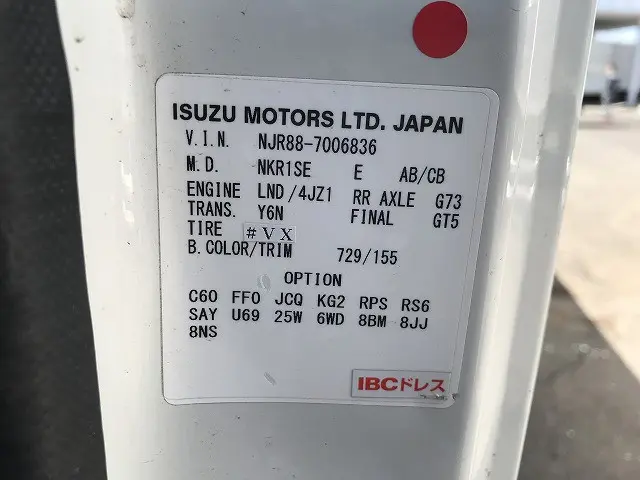 ISUZU MOTORS LTD. JAPAN
V.I.N. NJR88-7006836
M.D. NKR1SE E AB/CB
ENGINE LND/4JZ1 RR AXLE G73
TRANS. Y6N FINAL GT5
TIRE #VX
B.COLOR/TRIM 729/155
OPTION
C60 FF0 JCQ KG2 RPS RS6
SAY U69 25W 6WD 8BM 8JJ
8NS
IBCドレス